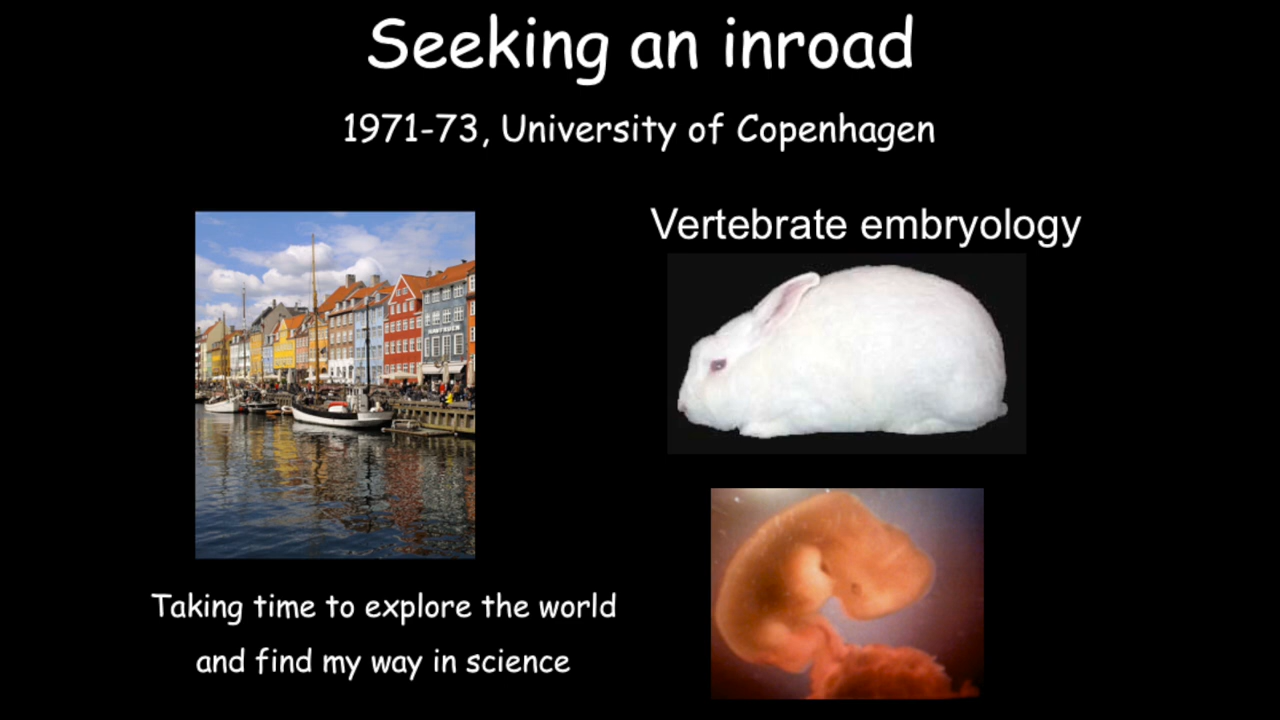 Seeking an inroad
1971-73, University of Copenhagen
Vertebrate embryology
Taking time to explore the world
and find my way in science